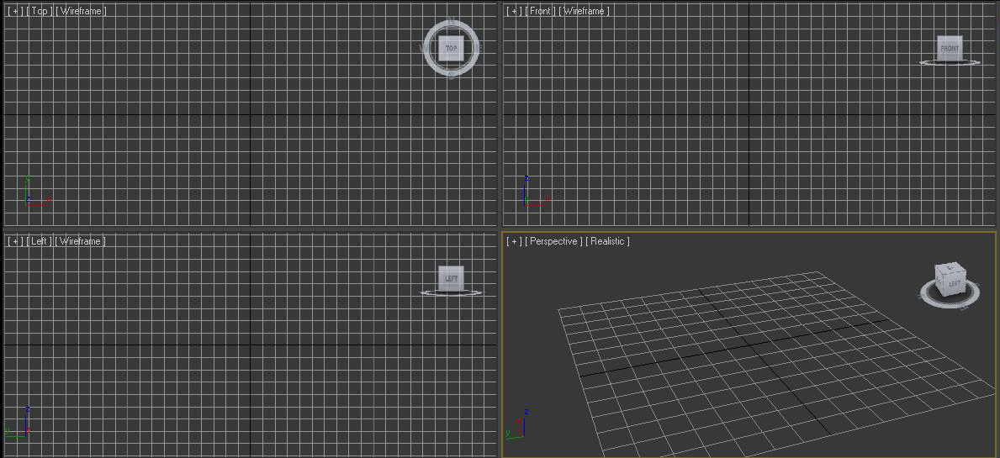 [ + ] [ Top ] [ Wireframe ]
N
TOP
S
y
z
x
[ + ] [ Front ] [ Wireframe ]
FRONT
z
x
[ + ] [ Left ] [ Wireframe ]
LEFT
z
y
[ + ] [ Perspective ] [ Realistic ]
LEFT
z
y